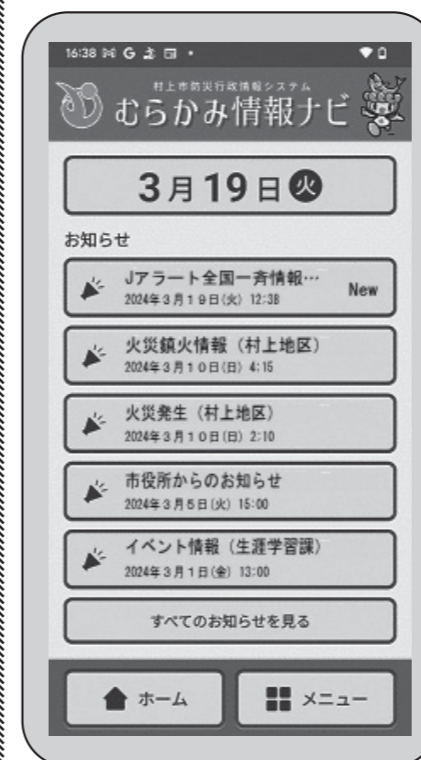 16:38 M G
村上市防災行政情報システム
むらかみ情報ナビ
3月19日㊋
お知らせ
Jアラート全国一斉情報… New
2024年3月19日(火) 12:38
火災鎮火情報（村上地区）
2024年3月10日(日) 4:15
火災発生（村上地区）
2024年3月10日(日) 2:10
市役所からのお知らせ
2024年3月5日(火) 15:00
イベント情報（生涯学習課）
2024年3月1日(金) 13:00
すべてのお知らせを見る
ホーム メニュー